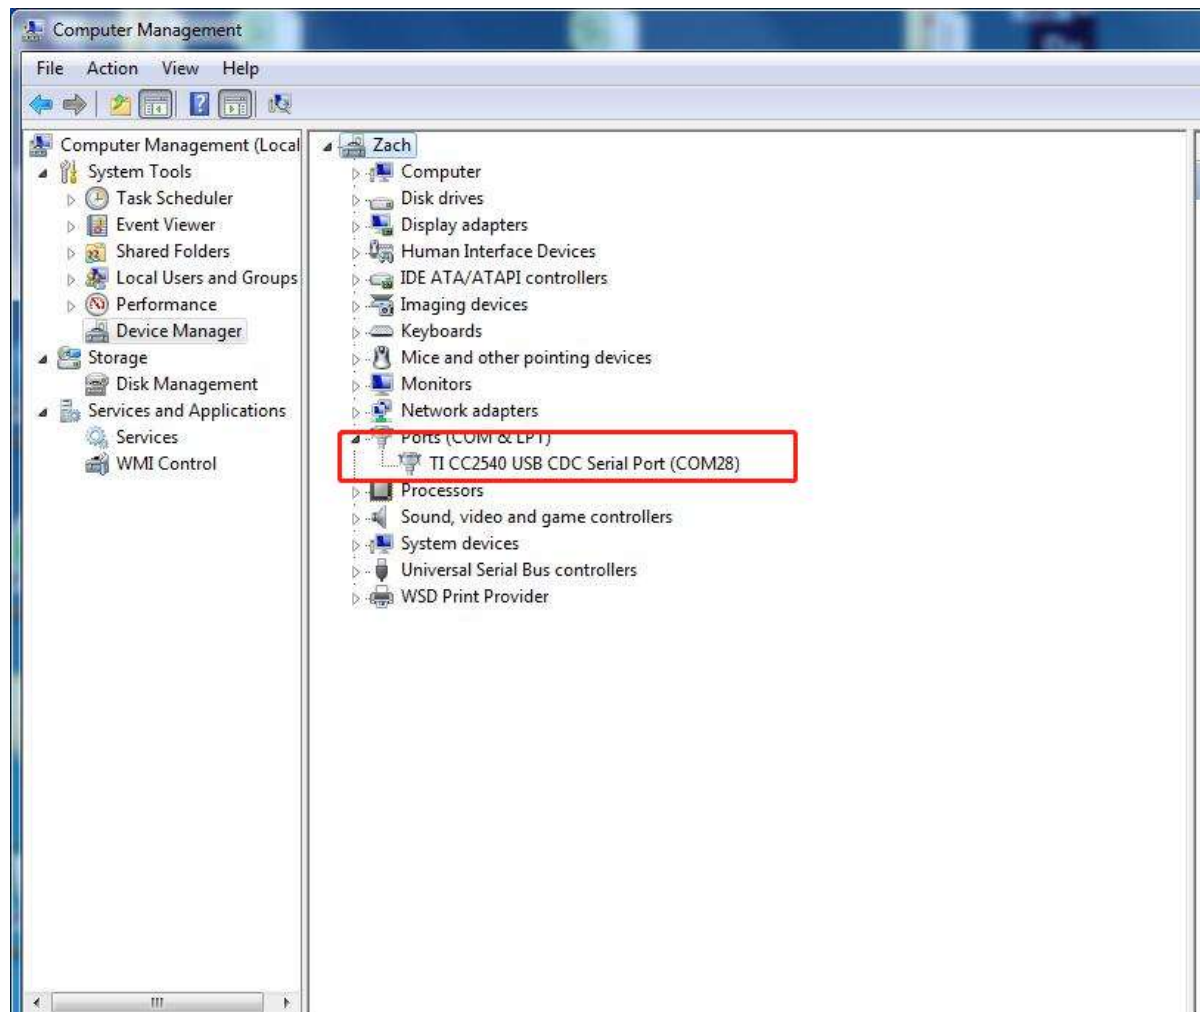 Computer Management
File Action View Help
Computer Management (Local
System Tools
Task Scheduler
Event Viewer
Shared Folders
Local Users and Groups
Performance
Device Manager
Storage
Disk Management
Services and Applications
Services
WMI Control
Zach
Computer
Disk drives
Display adapters
Human Interface Devices
IDE ATA/ATAPI controllers
Imaging devices
Keyboards
Mice and other pointing devices
Monitors
Network adapters
Ports (COM & LPT)
TI CC2540 USB CDC Serial Port (COM28)
Processors
Sound, video and game controllers
System devices
Universal Serial Bus controllers
WSD Print Provider